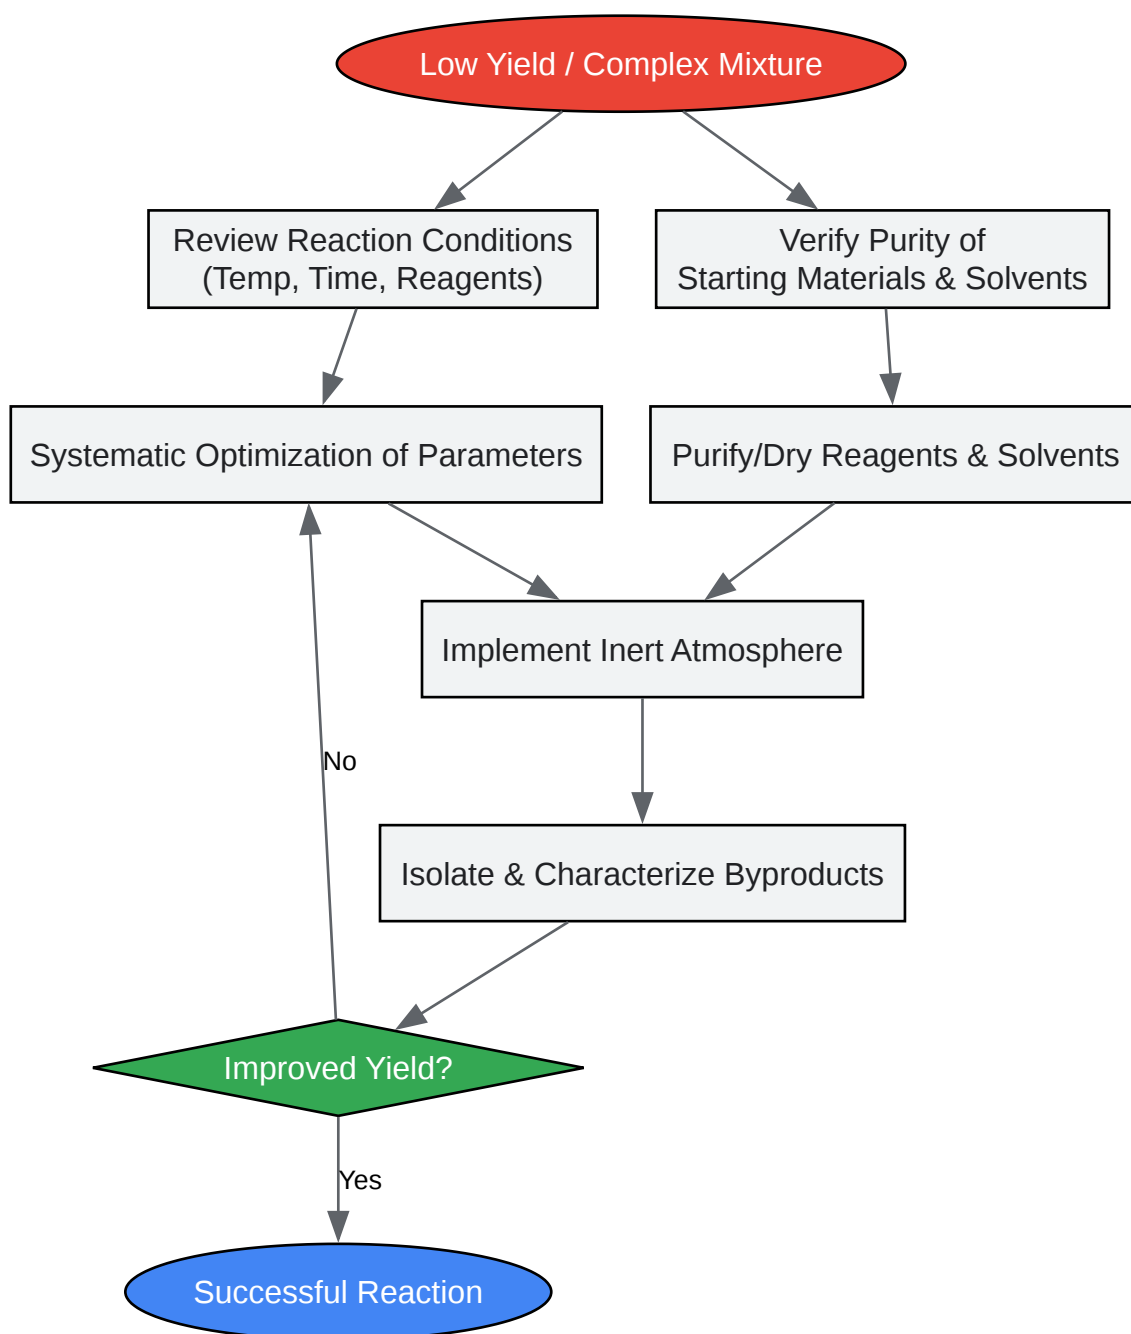 Low Yield / Complex Mixture
Review Reaction Conditions
(Temp, Time, Reagents)
Verify Purity of
Starting Materials & Solvents
Systematic Optimization of Parameters
Purify/Dry Reagents & Solvents
Implement Inert Atmosphere
No
Isolate & Characterize Byproducts
Improved Yield?
Yes
Successful Reaction